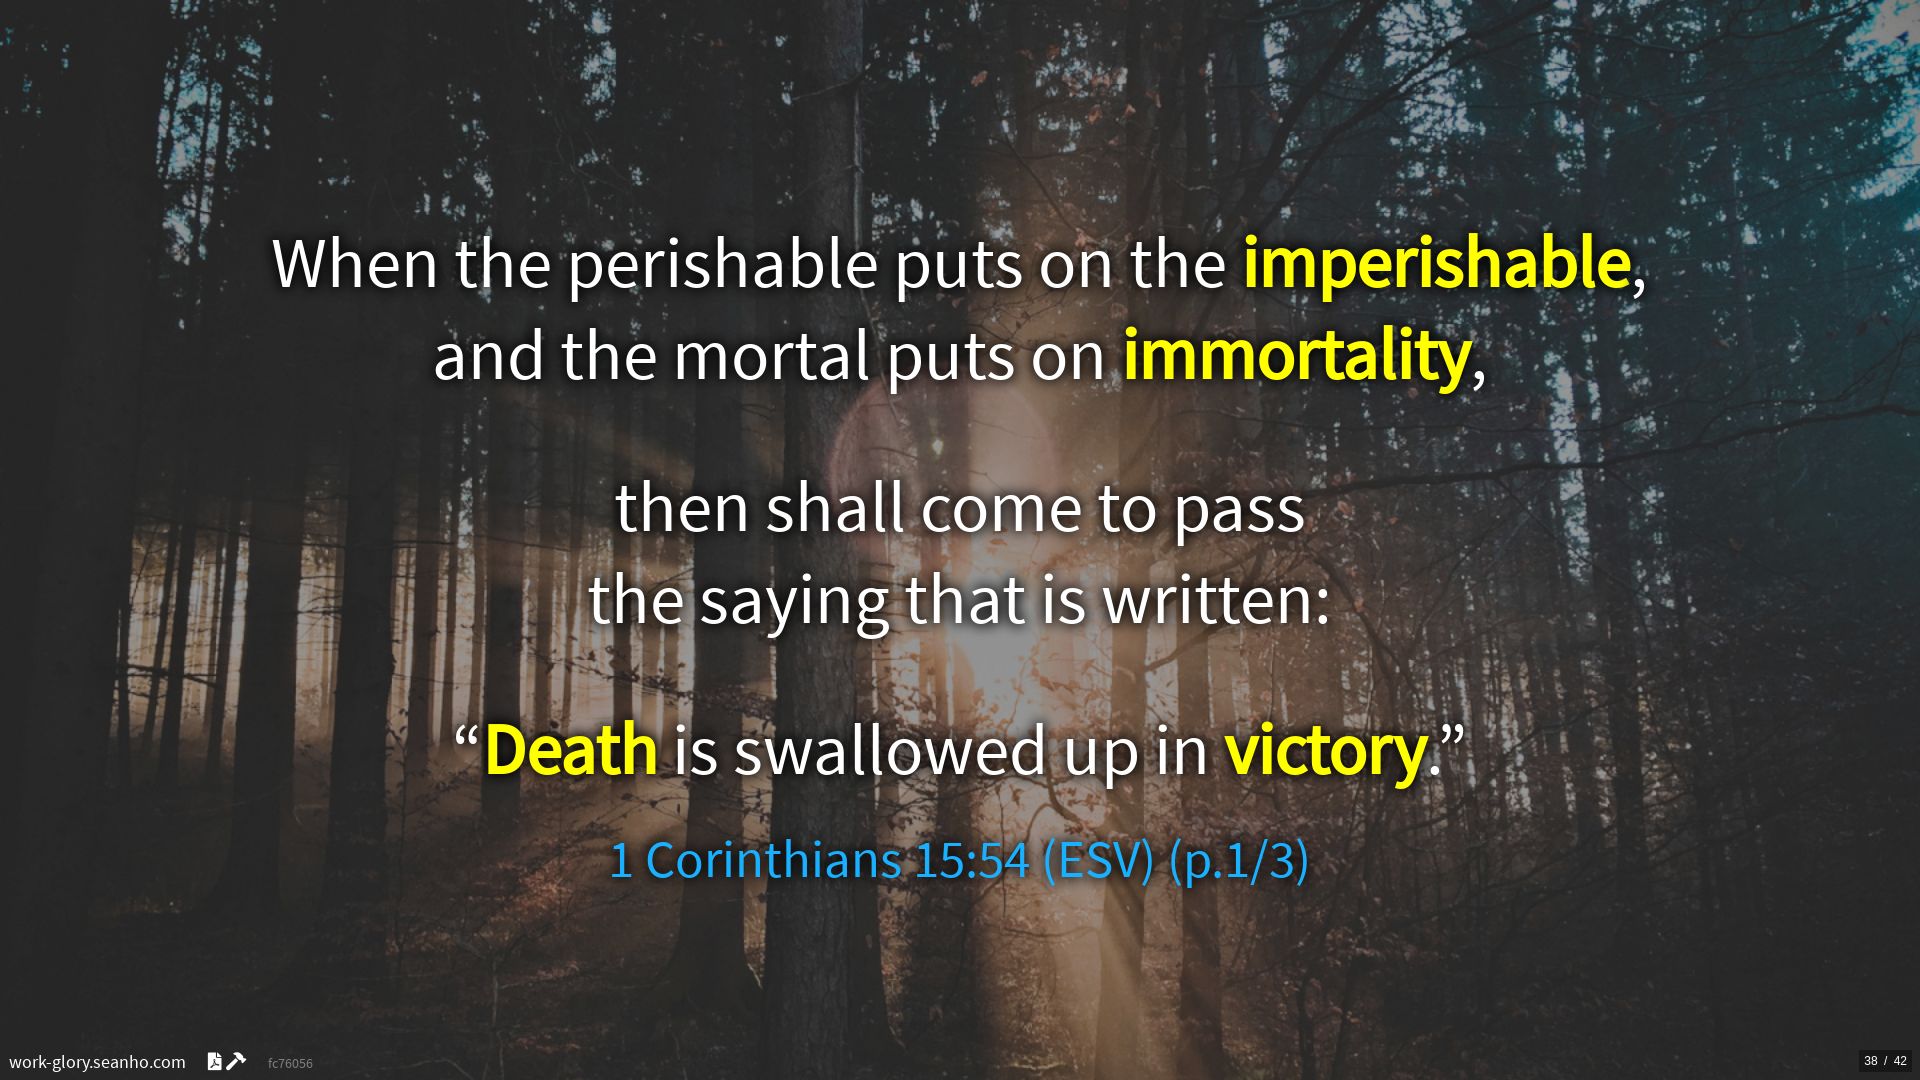 When the perishable puts on the imperishable,
and the mortal puts on immortality,
then shall come to pass
the saying that is written:
“Death is swallowed up in victory.”
1 Corinthians 15:54 (ESV) (p.1/3)
work-glory.seanho.com
fc76056
38 / 42